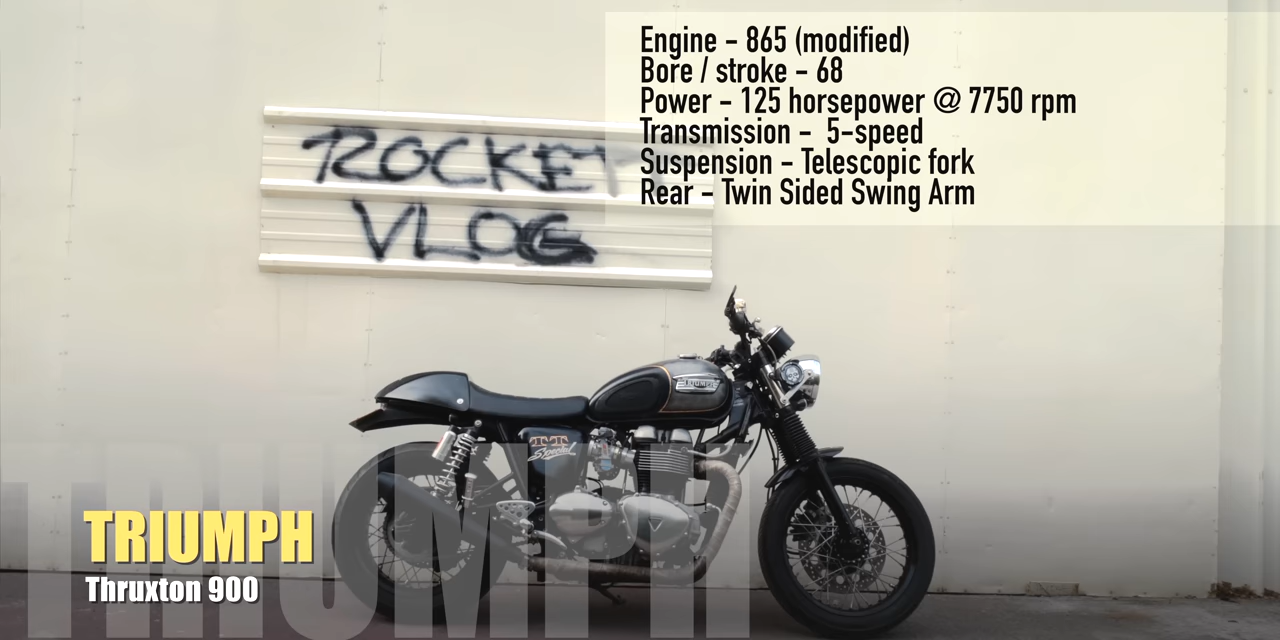 Engine - 865 (modified)
Bore / stroke - 68
Power - 125 horsepower @ 7750 rpm
Transmission - 5-speed
Suspension - Telescopic fork
Rear - Twin Sided Swing Arm
ROCKET
VLOG
TRIUMPH
TT
Special
TRIUMPH
TRIUMPH
Thruxton 900